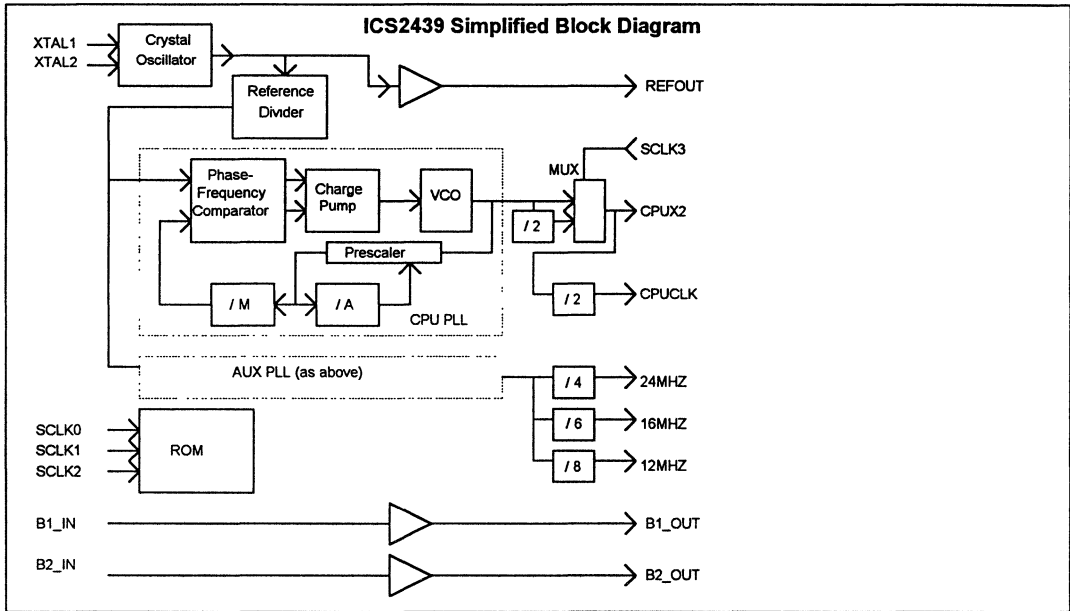 ICS2439 Simplified Block Diagram
XTAL1
XTAL2
Crystal
Oscillator
Reference
Divider
REFOUT
Phase-
Frequency
Comparator
Charge
Pump
VCO
MUX
SCLK3
/ 2
CPUX2
Prescaler
/ M
/ A
CPU PLL
/ 2
CPUCLK
AUX PLL (as above)
/ 4
24MHZ
/ 6
16MHZ
/ 8
12MHZ
SCLK0
SCLK1
SCLK2
ROM
B1_IN
B1_OUT
B2_IN
B2_OUT